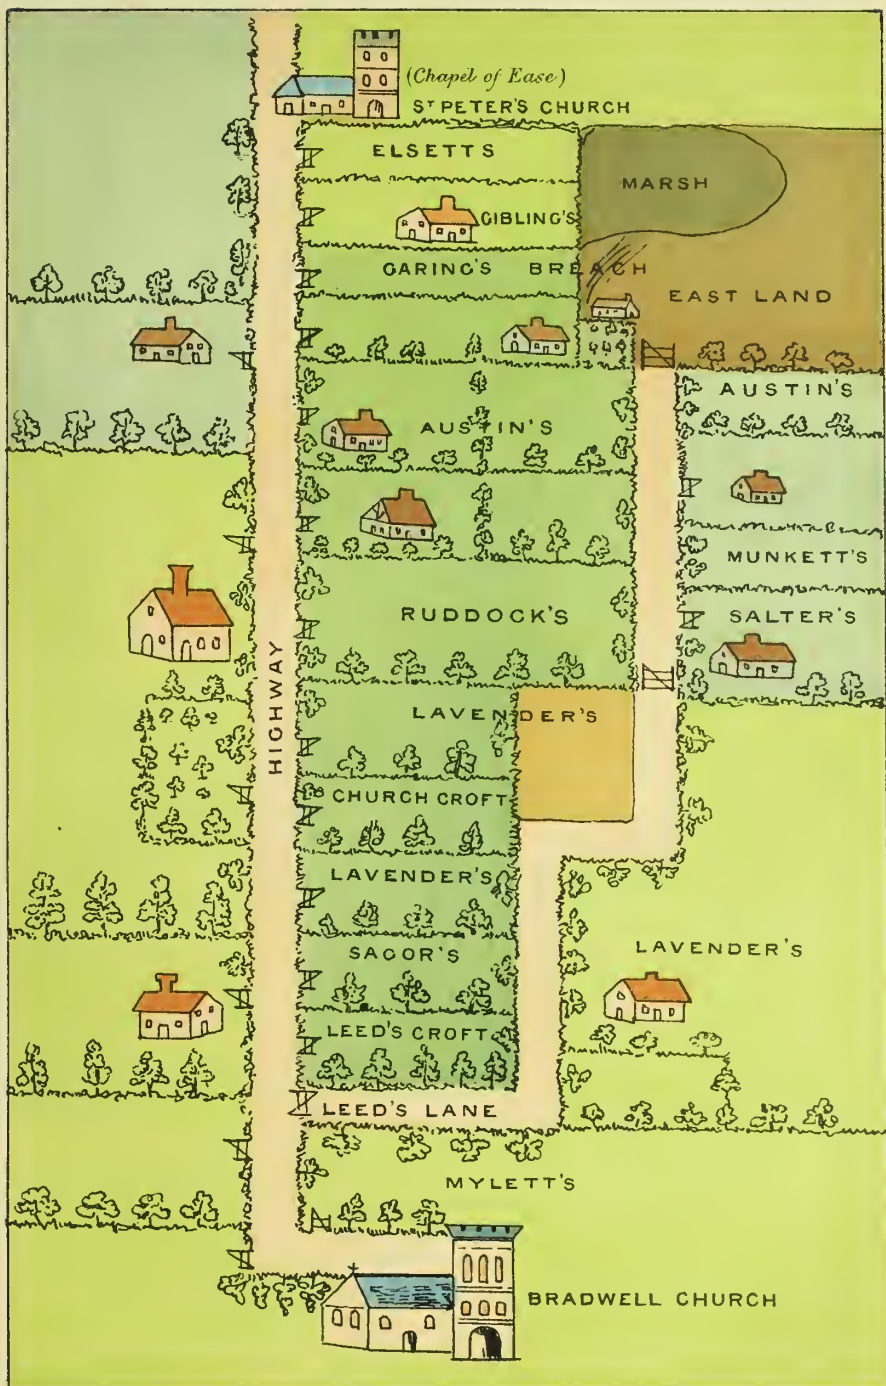 (Chapel of Ease)
ST PETER'S CHURCH
ELSETTS
MARSH
GIBLING'S
GARING'S BREACH
EAST LAND
AUSTIN'S
AUSTIN'S
MUNKETT'S
RUDDOCK'S
SALTER'S
HIGHWAY
LAVENDER'S
CHURCH CROFT
LAVENDER'S
LAVENDER'S
SAGOR'S
LEED'S CROFT
LEED'S LANE
MYLETT'S
BRADWELL CHURCH